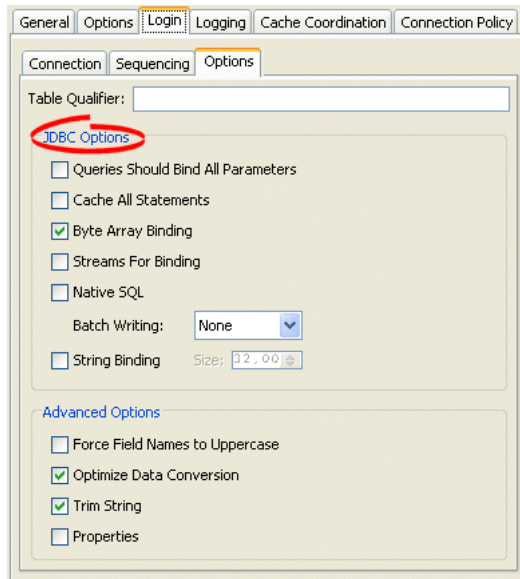 General Options Login Logging Cache Coordination Connection Policy
Connection Sequencing Options
Table Qualifier:
JDBC Options
Queries Should Bind All Parameters
Cache All Statements
Byte Array Binding
Streams For Binding
Native SQL
Batch Writing: None
String Binding Size: 32,00
Advanced Options
Force Field Names to Uppercase
Optimize Data Conversion
Trim String
Properties